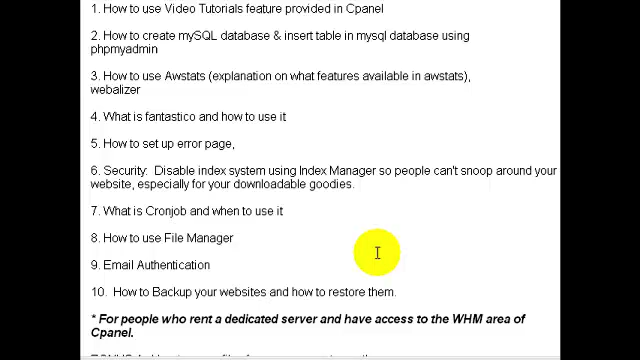 1. How to use Video Tutorials feature provided in Cpanel
2. How to create mySQL database & insert table in mysql database using
phpmyadmin
3. How to use Awstats (explanation on what features available in awstats),
webalizer
4. What is fantastico and how to use it
5. How to set up error page,
6. Security:  Disable index system using Index Manager so people can't snoop around your
website, especially for your downloadable goodies.
7. What is Cronjob and when to use it
8. How to use File Manager
9. Email Authentication
10.  How to Backup your websites and how to restore them.
* For people who rent a dedicated server and have access to the WHM area of
Cpanel.